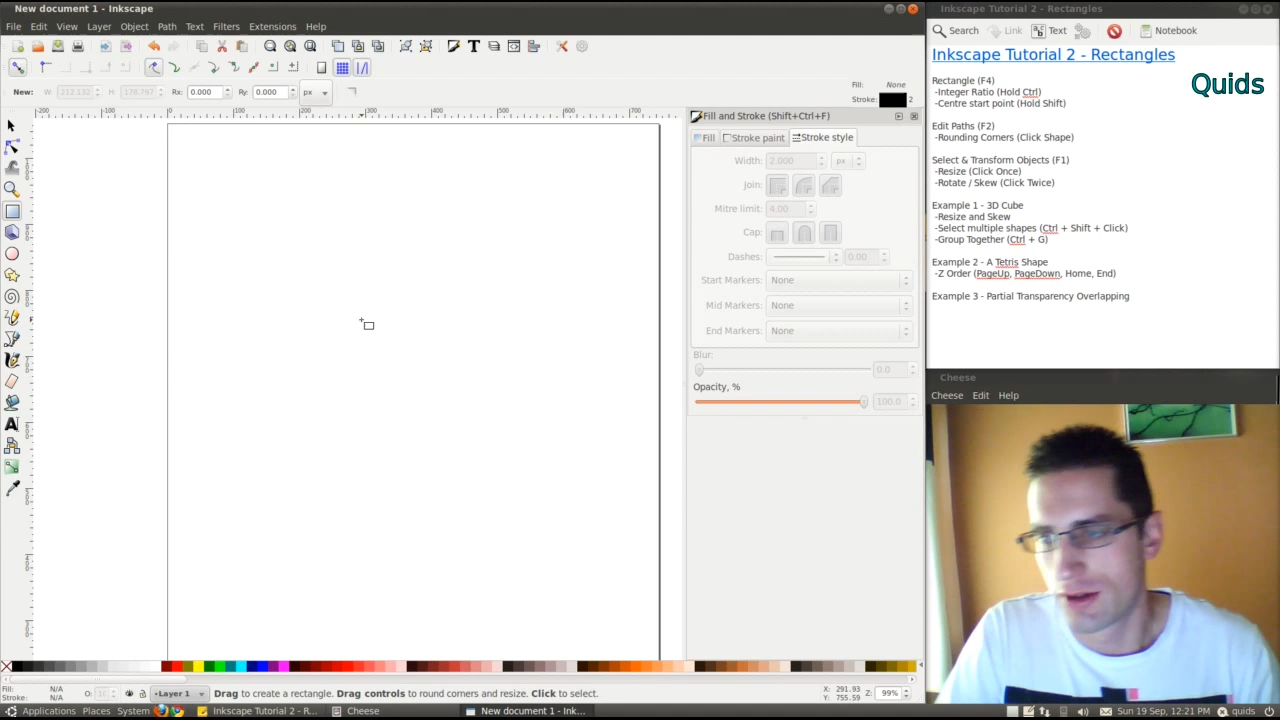 New document 1 - Inkscape
File Edit View Layer Object Path Text Filters Extensions Help
New: W: 212.132 H: Rx: 0.000 Ry: 0.000 px
Fill: None
Stroke: 2
Fill and Stroke (Shift+Ctrl+F)
Fill Stroke paint Stroke style
Width: 2.000 px
Join:
Mitre limit: 4.00
Cap:
Dashes: 0.00
Start Markers: None
Mid Markers: None
End Markers: None
Blur:
0.0
Opacity, %
100.0
Fill: N/A
Stroke: N/A
O:
Layer 1
Drag to create a rectangle. Drag controls to round corners and resize. Click to select.
X: 291.93
Y: 755.59
Z: 99%
Applications Places System Inkscape Tutorial 2 - R... Cheese New document 1 - Ink... Sun 19 Sep, 12:21 PM quids
Inkscape Tutorial 2 - Rectangles
Search Link Text Notebook
Inkscape Tutorial 2 - Rectangles
Quids
Rectangle (F4)
-Integer Ratio (Hold Ctrl)
-Centre start point (Hold Shift)
Edit Paths (F2)
-Rounding Corners (Click Shape)
Select & Transform Objects (F1)
-Resize (Click Once)
-Rotate / Skew (Click Twice)
Example 1 - 3D Cube
-Resize and Skew
-Select multiple shapes (Ctrl + Shift + Click)
-Group Together (Ctrl + G)
Example 2 - A Tetris Shape
-Z Order (PageUp, PageDown, Home, End)
Example 3 - Partial Transparency Overlapping
Cheese
Cheese Edit Help